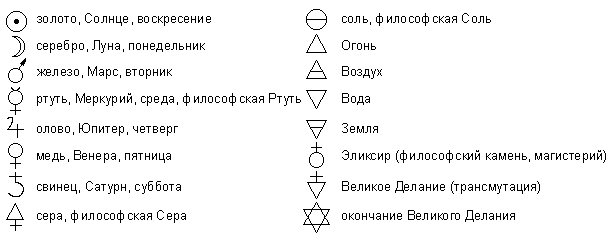 золото, Солнце, воскресение
серебро, Луна, понедельник
железо, Марс, вторник
ртуть, Меркурий, среда, философская Ртуть
олово, Юпитер, четверг
медь, Венера, пятница
свинец, Сатурн, суббота
сера, философская Сера
соль, философская Соль
Огонь
Воздух
Вода
Земля
Эликсир (философский камень, магистерий)
Великое Делание (трансмутация)
окончание Великого Делания